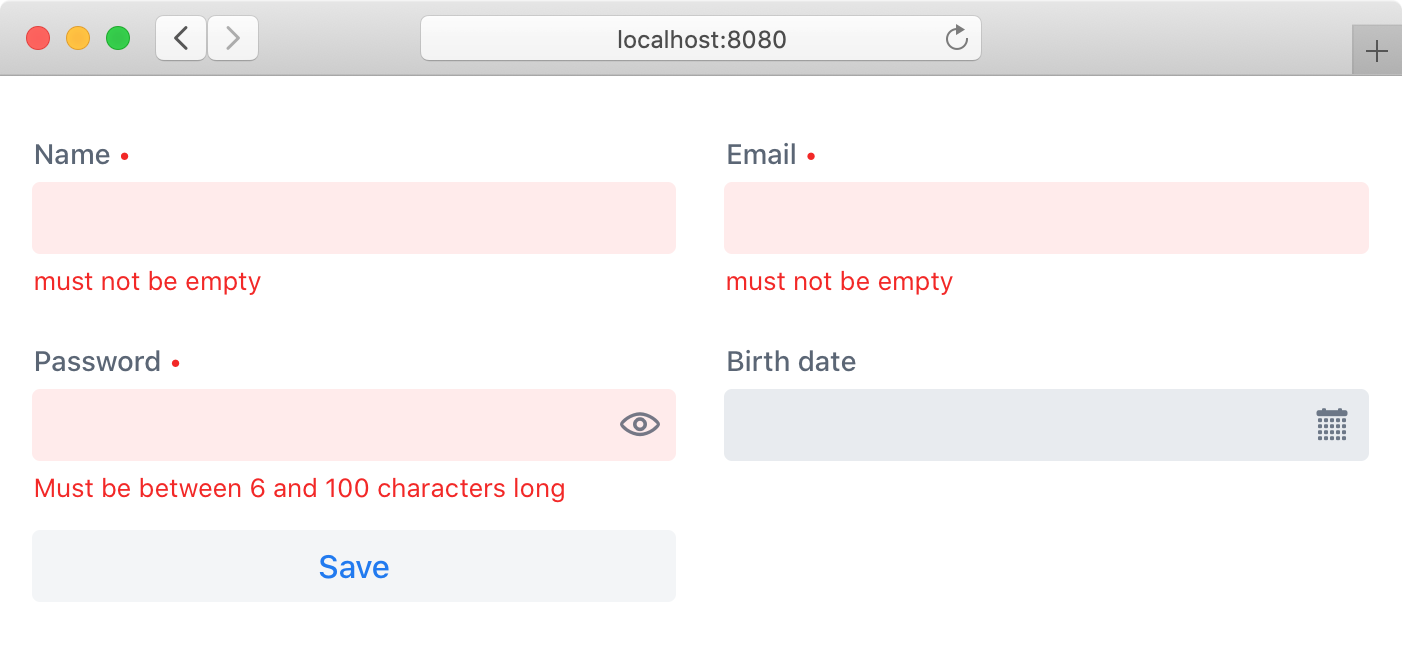 localhost:8080
Name •
Email •
must not be empty
must not be empty
Password •
Birth date
Must be between 6 and 100 characters long
Save